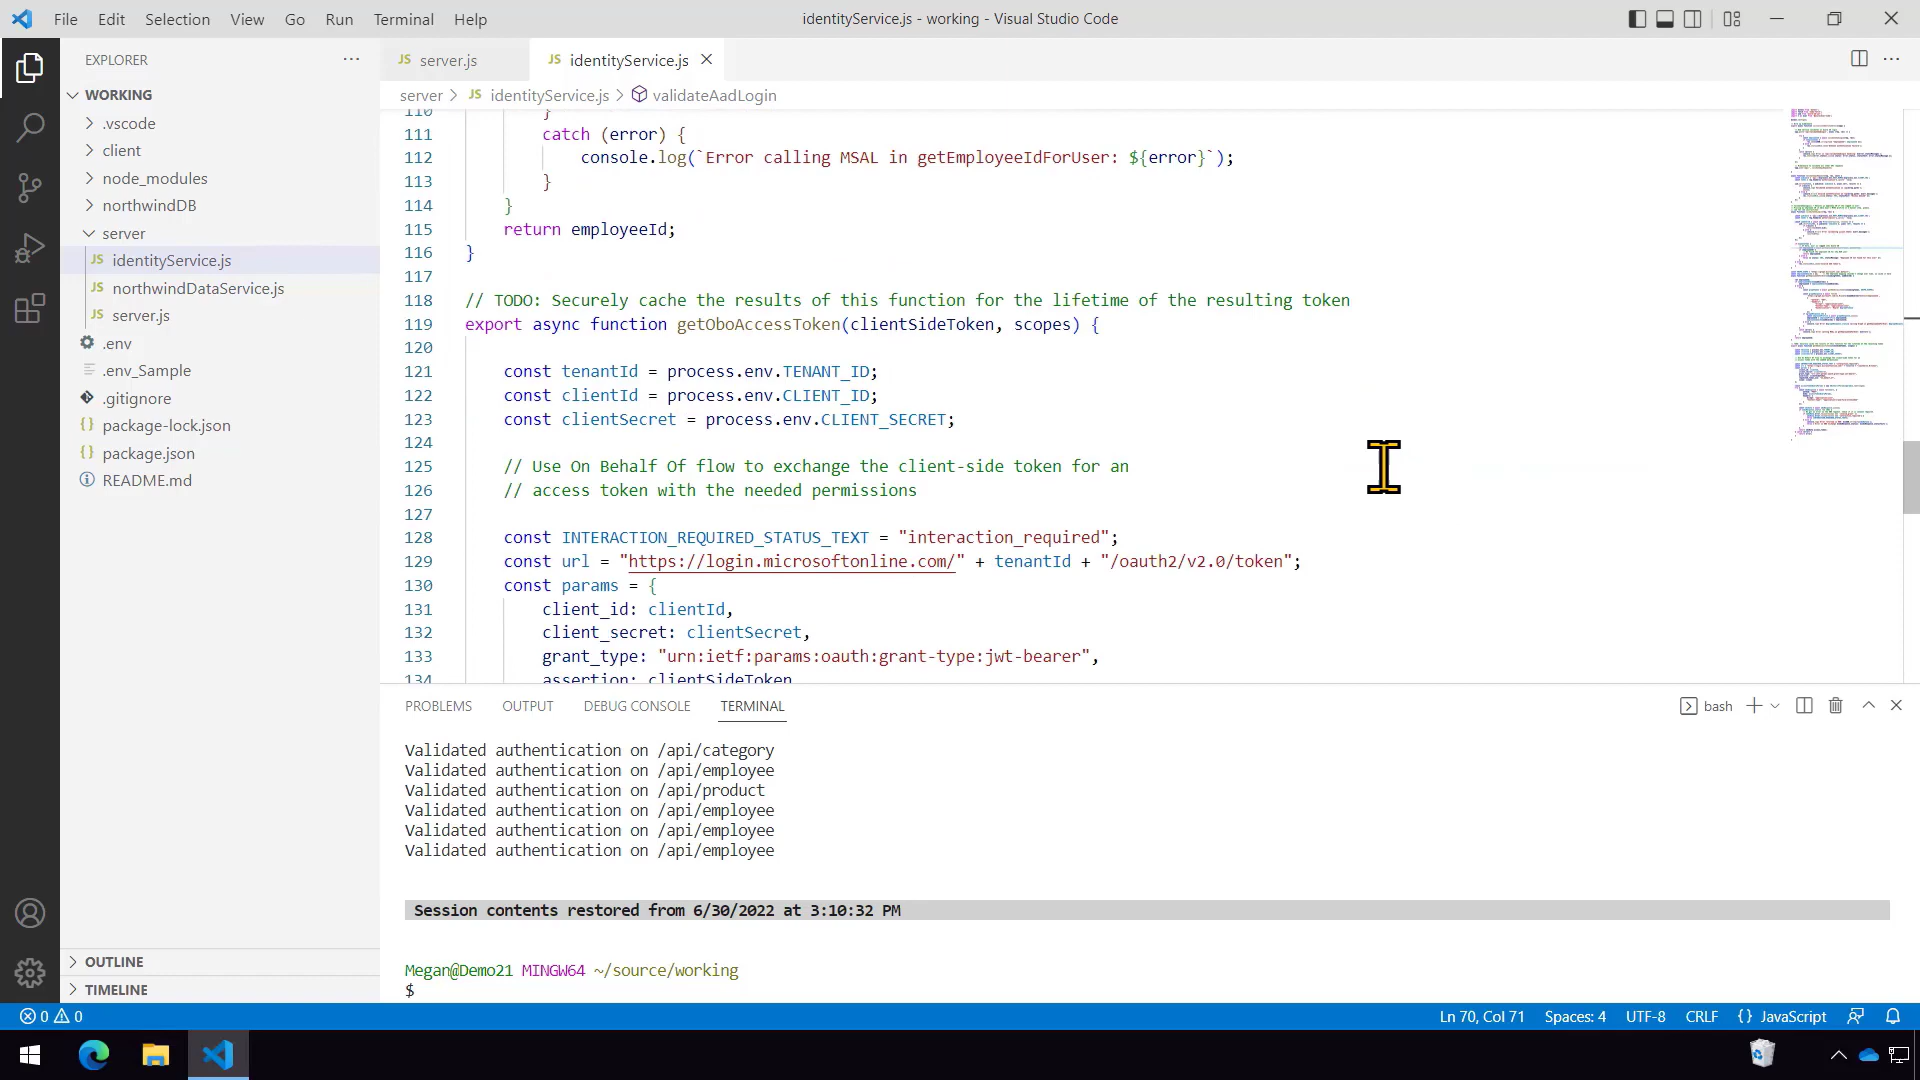 File Edit Selection View Go Run Terminal Help
identityService.js - working - Visual Studio Code
EXPLORER
JS server.js
JS identityService.js
WORKING
server > JS identityService.js > validateAadLogin
.vscode
client
node_modules
northwindDB
server
JS identityService.js
JS northwindDataService.js
JS server.js
.env
.env_Sample
.gitignore
{} package-lock.json
{} package.json
README.md
OUTLINE
TIMELINE
110 }
111 catch (error) {
112 console.log(`Error calling MSAL in getEmployeeIdForUser: ${error}`);
113 }
114 }
115 return employeeId;
116 }
117
118 // TODO: Securely cache the results of this function for the lifetime of the resulting token
119 export async function getOboAccessToken(clientSideToken, scopes) {
120
121 const tenantId = process.env.TENANT_ID;
122 const clientId = process.env.CLIENT_ID;
123 const clientSecret = process.env.CLIENT_SECRET;
124
125 // Use On Behalf Of flow to exchange the client-side token for an
126 // access token with the needed permissions
127
128 const INTERACTION_REQUIRED_STATUS_TEXT = "interaction_required";
129 const url = "https://login.microsoftonline.com/" + tenantId + "/oauth2/v2.0/token";
130 const params = {
131 client_id: clientId,
132 client_secret: clientSecret,
133 grant_type: "urn:ietf:params:oauth:grant-type:jwt-bearer",
134 assertion: clientSideToken
PROBLEMS OUTPUT DEBUG CONSOLE TERMINAL
bash
Validated authentication on /api/category
Validated authentication on /api/employee
Validated authentication on /api/product
Validated authentication on /api/employee
Validated authentication on /api/employee
Validated authentication on /api/employee
Session contents restored from 6/30/2022 at 3:10:32 PM
Megan@Demo21 MINGW64 ~/source/working
$
0 0
Ln 70, Col 71 Spaces: 4 UTF-8 CRLF {} JavaScript